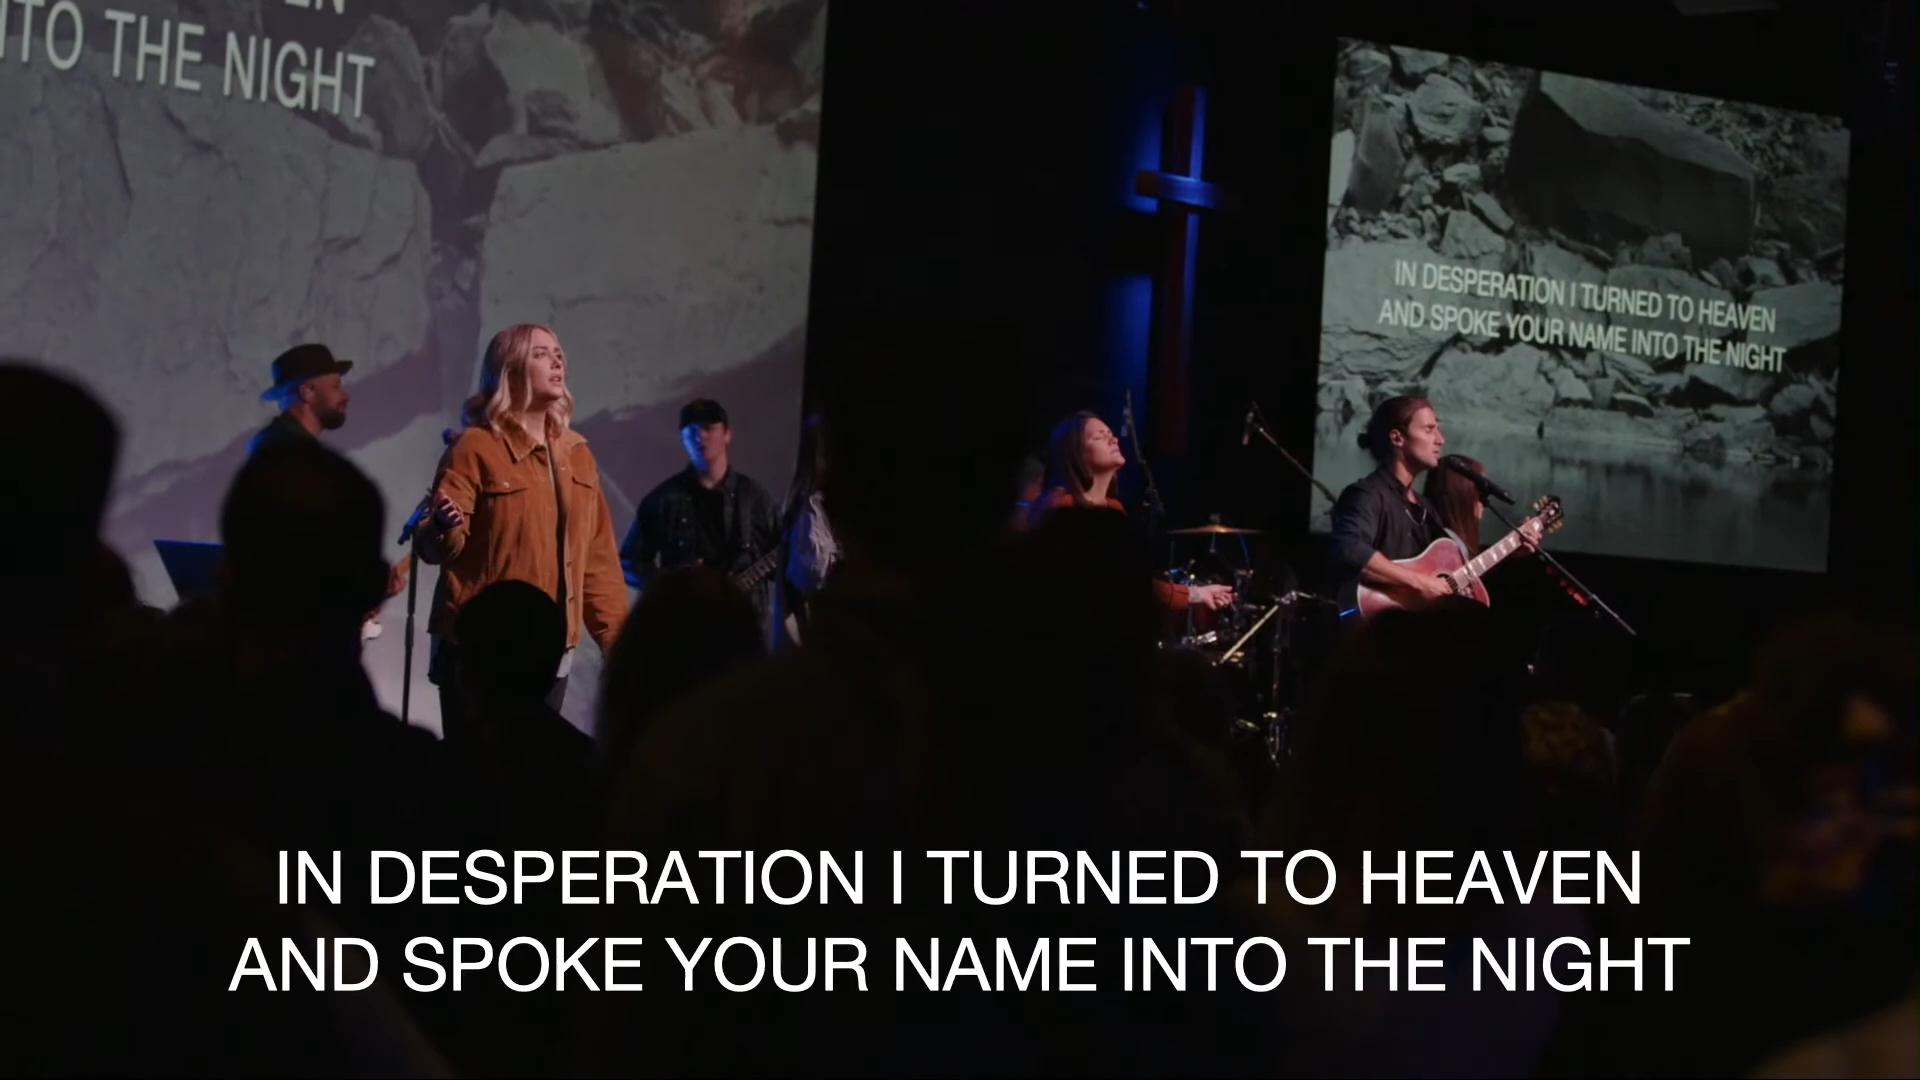 INTO THE NIGHT
IN DESPERATION I TURNED TO HEAVEN
AND SPOKE YOUR NAME INTO THE NIGHT
IN DESPERATION I TURNED TO HEAVEN
AND SPOKE YOUR NAME INTO THE NIGHT